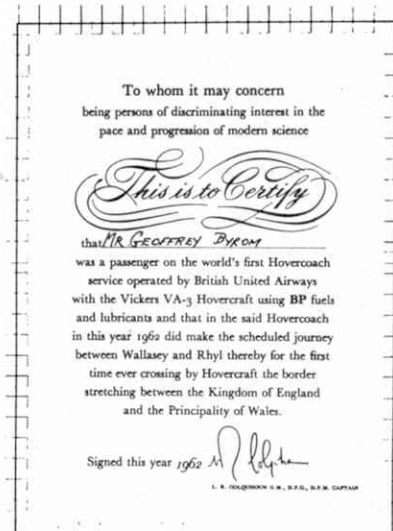 To whom it may concern
being persons of discriminating interest in the
pace and progression of modern science
This is to Certify
that MR GEOFFREY BYROM
was a passenger on the world's first Hovercoach
service operated by British United Airways
with the Vickers VA-3 Hovercraft using BP fuels
and lubricants and that in the said Hovercoach
in this year 1962 did make the scheduled journey
between Wallasey and Rhyl thereby for the first
time ever crossing by Hovercraft the border
stretching between the Kingdom of England
and the Principality of Wales.
Signed this year 1962
L. R. COLQUHOUN G.M., D.F.C., D.F.M. CAPTAIN